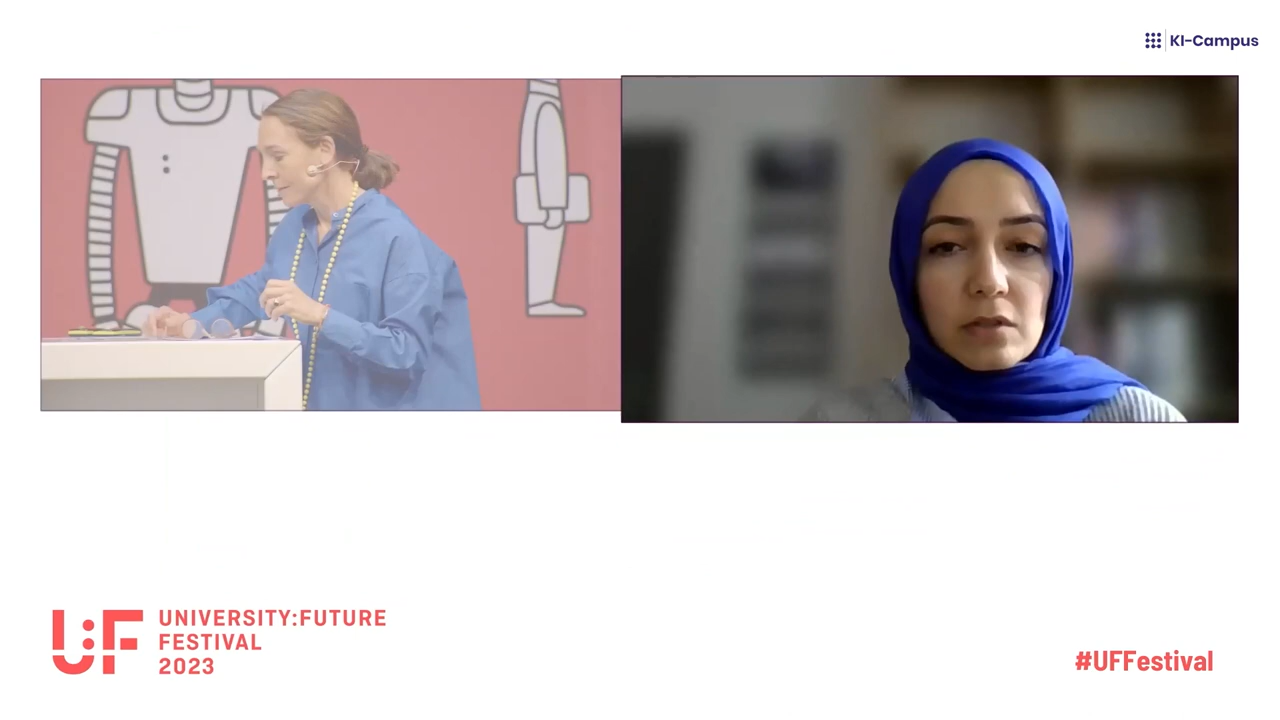 KI-Campus
U:F
UNIVERSITY:FUTURE
FESTIVAL
2023
#UFFestival